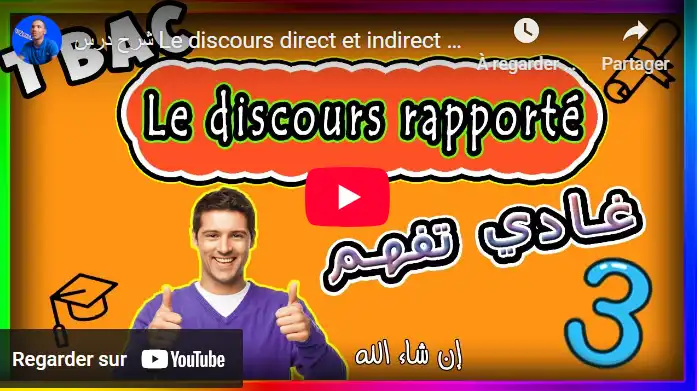 شرح درس Le discours direct et indirect ...
À regarder ...
Partager
1 BAC
Le discours rapporté
غادي تفهم
3
إن شاء الله
Regarder sur YouTube